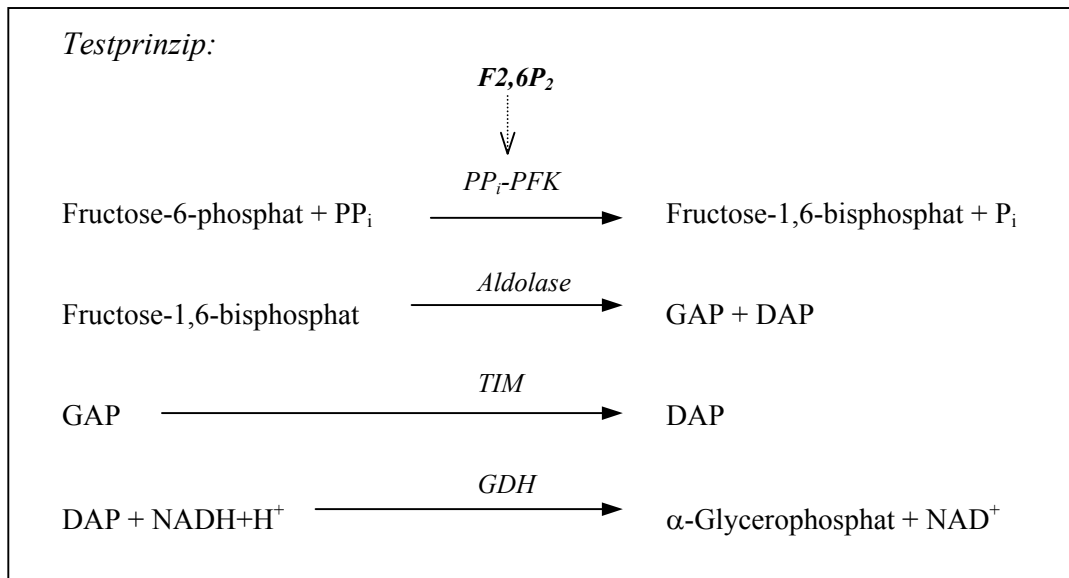 Testprinzip:
F2,6P₂
PPᵢ-PFK
Fructose-6-phosphat + PPᵢ Fructose-1,6-bisphosphat + Pᵢ
Aldolase
Fructose-1,6-bisphosphat GAP + DAP
TIM
GAP DAP
GDH
DAP + NADH+H⁺ α-Glycerophosphat + NAD⁺